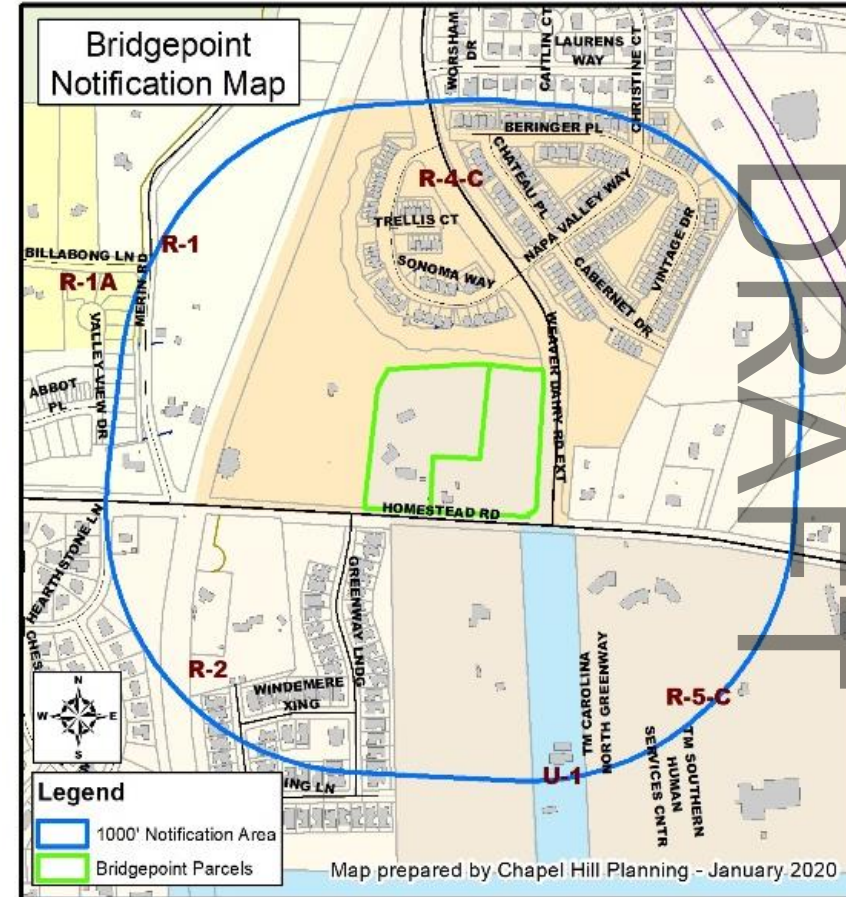 Bridgepoint
Notification Map
WORSHAM
DR
CAITLIN CT
LAURENS
WAY
CHRISTINE CT
BERINGER PL
R-4-C
CHATEAU PL
TRELLIS CT
NAPA VALLEY WAY
SONOMA WAY
CABERNET DR
VINTAGE DR
R-1
BILLABONG LN
R-1A
MERIN RD
VALLEY VIEW DR
ABBOT
PL
WEAVER DAIRY RD EXT
DRAFT
HOMESTEAD RD
HEARTHSTONE LN
CHES
GREENWAY LNDG
R-2
WINDEMERE
XING
ING LN
TM CAROLINA
NORTH GREENWAY
R-5-C
U-1
TM SOUTHERN
HUMAN
SERVICES CNTR
N
W
E
S
Legend
1000' Notification Area
Bridgepoint Parcels
Map prepared by Chapel Hill Planning - January 2020